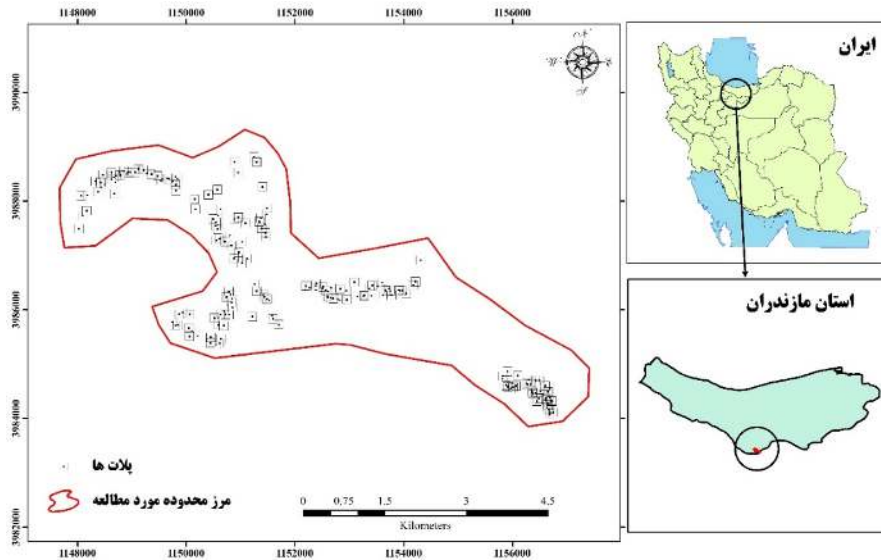 1148000 1150000 1152000 1154000 1156000
3990000
3988000
3986000
3984000
3982000
N
پلات ها
مرز محدوده مورد مطالعه
0 0.75 1.5 3 4.5
Kilometers
1148000 1150000 1152000 1154000 1156000
ایران
استان مازندران